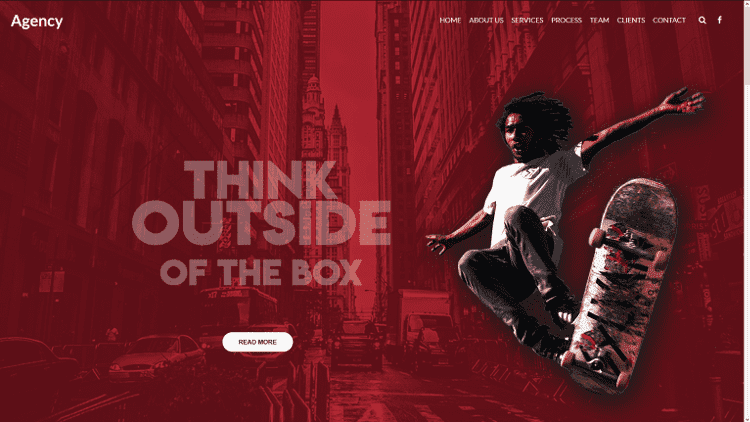 Agency
HOME ABOUT US SERVICES PROCESS TEAM CLIENTS CONTACT
THINK
OUTSIDE
OF THE BOX
READ MORE